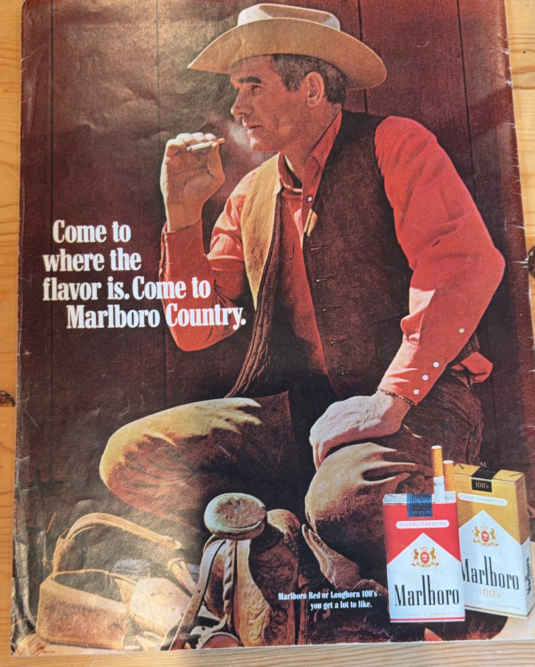 Come to
where the
flavor is. Come to
Marlboro Country.
Marlboro Red or Longhorn 100's
you get a lot to like.
Marlboro
100's
Marlboro
100's